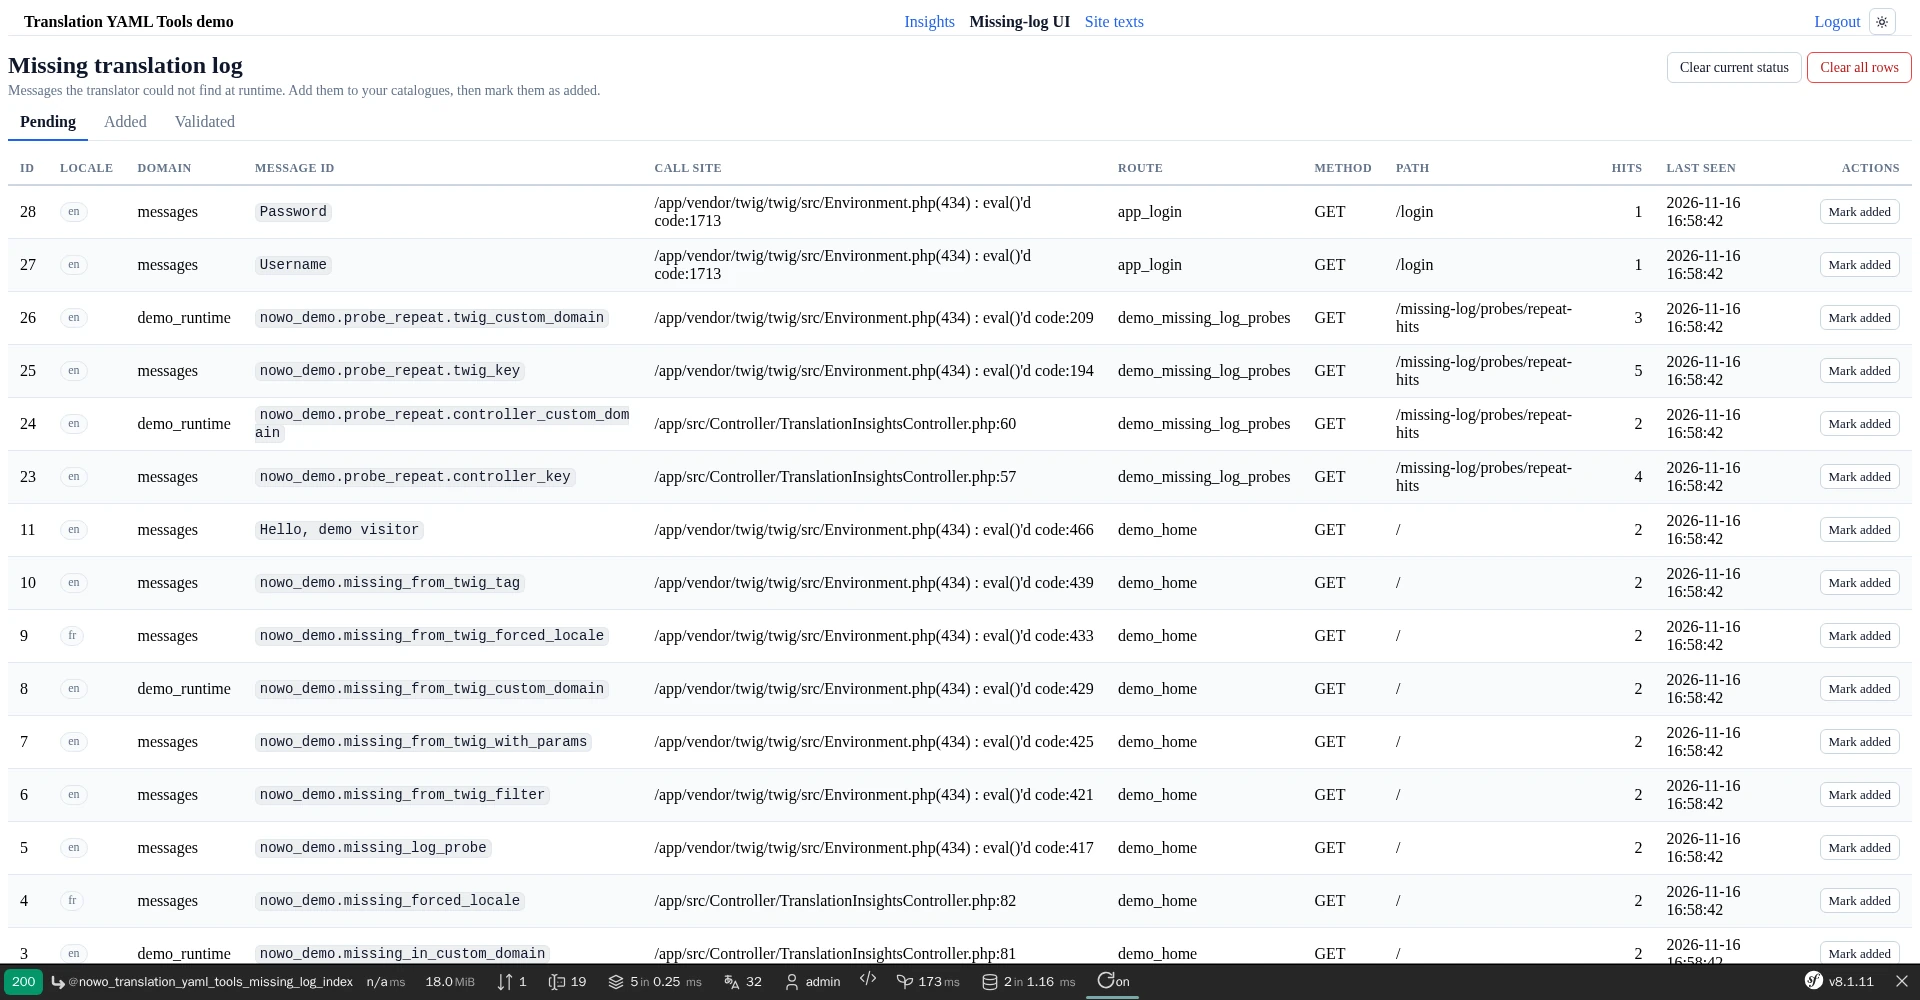 Translation YAML Tools demo
Insights Missing-log UI Site texts
Logout
Missing translation log
Clear current status Clear all rows
Messages the translator could not find at runtime. Add them to your catalogues, then mark them as added.
Pending Added Validated
ID LOCALE DOMAIN MESSAGE ID CALL SITE ROUTE METHOD PATH HITS LAST SEEN ACTIONS
28 en messages Password /app/vendor/twig/twig/src/Environment.php(434) : eval()'d code:1713 app_login GET /login 1 2026-11-16 16:58:42 Mark added
27 en messages Username /app/vendor/twig/twig/src/Environment.php(434) : eval()'d code:1713 app_login GET /login 1 2026-11-16 16:58:42 Mark added
26 en demo_runtime nowo_demo.probe_repeat.twig_custom_domain /app/vendor/twig/twig/src/Environment.php(434) : eval()'d code:209 demo_missing_log_probes GET /missing-log/probes/repeat-hits 3 2026-11-16 16:58:42 Mark added
25 en messages nowo_demo.probe_repeat.twig_key /app/vendor/twig/twig/src/Environment.php(434) : eval()'d code:194 demo_missing_log_probes GET /missing-log/probes/repeat-hits 5 2026-11-16 16:58:42 Mark added
24 en demo_runtime nowo_demo.probe_repeat.controller_custom_domain /app/src/Controller/TranslationInsightsController.php:60 demo_missing_log_probes GET /missing-log/probes/repeat-hits 2 2026-11-16 16:58:42 Mark added
23 en messages nowo_demo.probe_repeat.controller_key /app/src/Controller/TranslationInsightsController.php:57 demo_missing_log_probes GET /missing-log/probes/repeat-hits 4 2026-11-16 16:58:42 Mark added
11 en messages Hello, demo visitor /app/vendor/twig/twig/src/Environment.php(434) : eval()'d code:466 demo_home GET / 2 2026-11-16 16:58:42 Mark added
10 en messages nowo_demo.missing_from_twig_tag /app/vendor/twig/twig/src/Environment.php(434) : eval()'d code:439 demo_home GET / 2 2026-11-16 16:58:42 Mark added
9 fr messages nowo_demo.missing_from_twig_forced_locale /app/vendor/twig/twig/src/Environment.php(434) : eval()'d code:433 demo_home GET / 2 2026-11-16 16:58:42 Mark added
8 en demo_runtime nowo_demo.missing_from_twig_custom_domain /app/vendor/twig/twig/src/Environment.php(434) : eval()'d code:429 demo_home GET / 2 2026-11-16 16:58:42 Mark added
7 en messages nowo_demo.missing_from_twig_with_params /app/vendor/twig/twig/src/Environment.php(434) : eval()'d code:425 demo_home GET / 2 2026-11-16 16:58:42 Mark added
6 en messages nowo_demo.missing_from_twig_filter /app/vendor/twig/twig/src/Environment.php(434) : eval()'d code:421 demo_home GET / 2 2026-11-16 16:58:42 Mark added
5 en messages nowo_demo.missing_log_probe /app/vendor/twig/twig/src/Environment.php(434) : eval()'d code:417 demo_home GET / 2 2026-11-16 16:58:42 Mark added
4 fr messages nowo_demo.missing_forced_locale /app/src/Controller/TranslationInsightsController.php:82 demo_home GET / 2 2026-11-16 16:58:42 Mark added
3 en demo_runtime nowo_demo.missing_in_custom_domain /app/src/Controller/TranslationInsightsController.php:81 demo_home GET / 2 2026-11-16 16:58:42 Mark added
200 @nowo_translation_yaml_tools_missing_log_index n/a ms 18.0 MiB 1 19 5 in 0.25 ms 32 admin 173 ms 2 in 1.16 ms on v8.1.11